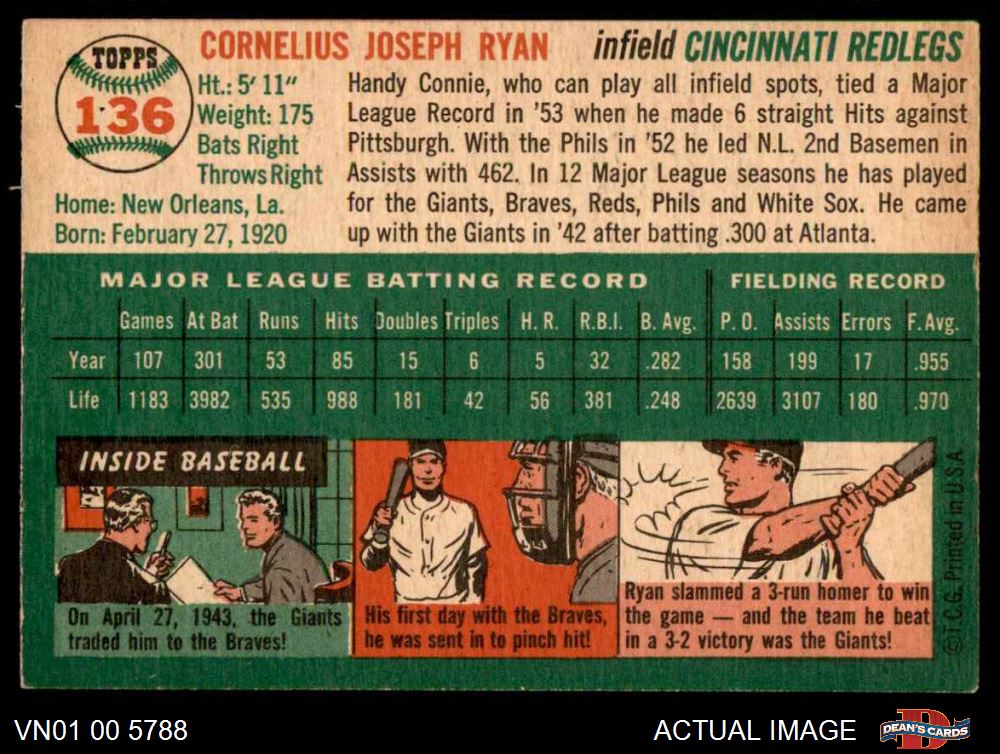 TOPPS
136
CORNELIUS JOSEPH RYAN infield CINCINNATI REDLEGS
Ht.: 5' 11"
Weight: 175
Bats Right
Throws Right
Home: New Orleans, La.
Born: February 27, 1920
Handy Connie, who can play all infield spots, tied a Major
League Record in '53 when he made 6 straight Hits against
Pittsburgh. With the Phils in '52 he led N.L. 2nd Basemen in
Assists with 462. In 12 Major League seasons he has played
for the Giants, Braves, Reds, Phils and White Sox. He came
up with the Giants in '42 after batting .300 at Atlanta.
MAJOR LEAGUE BATTING RECORD FIELDING RECORD
Games At Bat Runs Hits Doubles Triples H. R. R.B.I. B. Avg. P. O. Assists Errors F. Avg.
Year 107 301 53 85 15 6 5 32 .282 158 199 17 .955
Life 1183 3982 535 988 181 42 56 381 .248 2639 3107 180 .970
INSIDE BASEBALL
On April 27, 1943, the Giants
traded him to the Braves!
His first day with the Braves,
he was sent in to pinch hit!
Ryan slammed a 3-run homer to win
the game — and the team he beat
in a 3-2 victory was the Giants!
© T.C.G. Printed in U.S.A.
VN01 00 5788 ACTUAL IMAGE DEAN'S CARDS